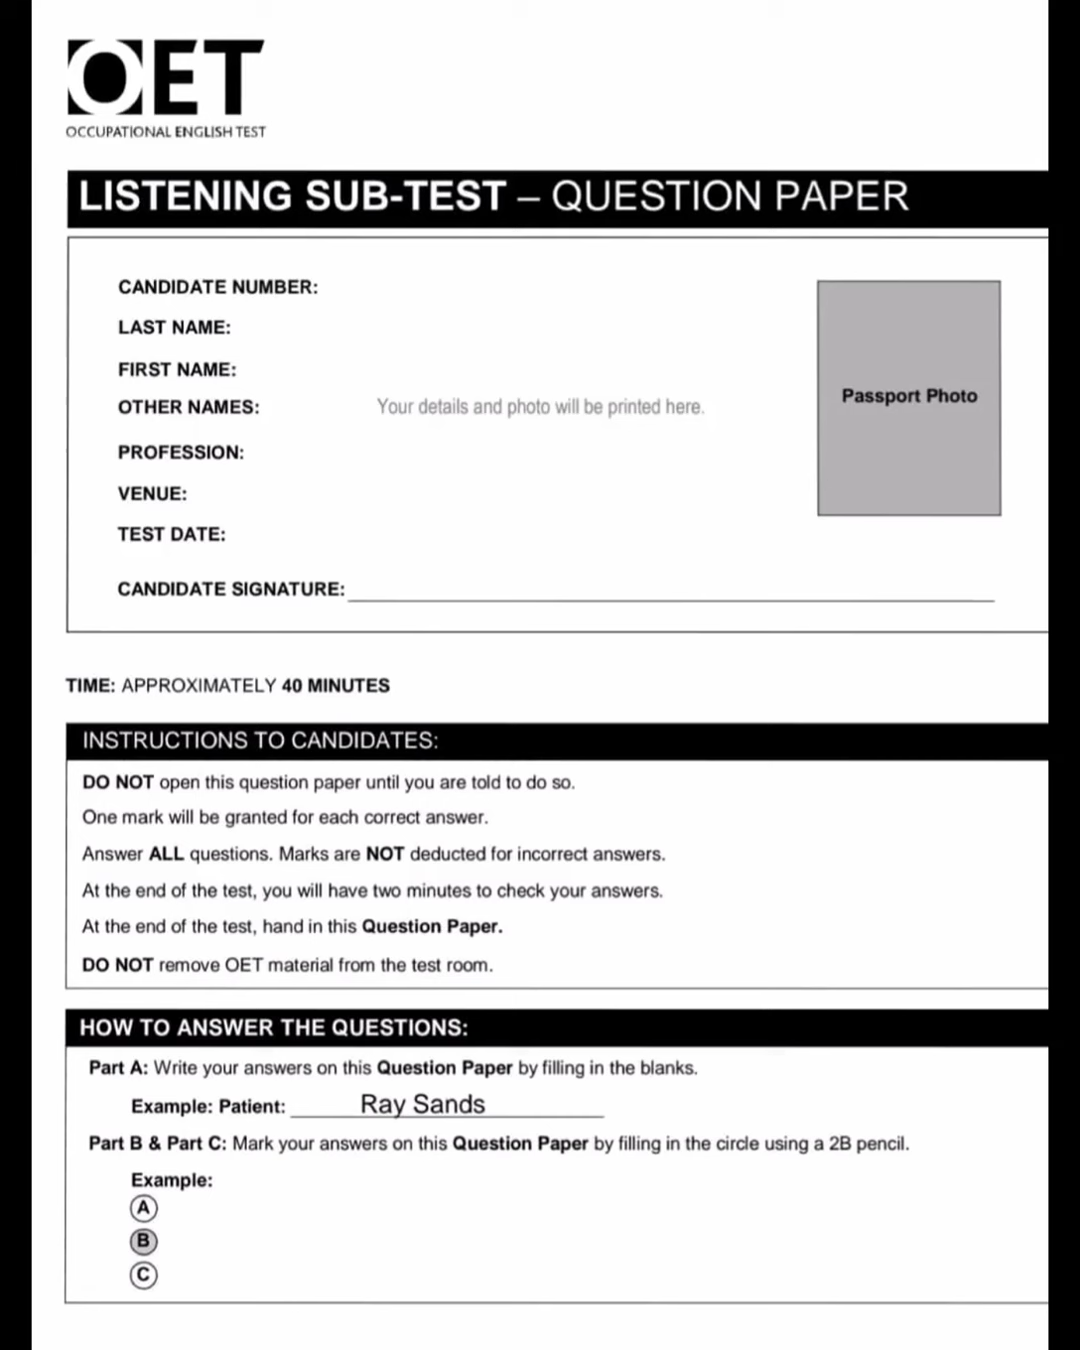 OET
OCCUPATIONAL ENGLISH TEST
LISTENING SUB-TEST – QUESTION PAPER
CANDIDATE NUMBER:
LAST NAME:
FIRST NAME:
OTHER NAMES: Your details and photo will be printed here.
Passport Photo
PROFESSION:
VENUE:
TEST DATE:
CANDIDATE SIGNATURE:
TIME: APPROXIMATELY 40 MINUTES
INSTRUCTIONS TO CANDIDATES:
DO NOT open this question paper until you are told to do so.
One mark will be granted for each correct answer.
Answer ALL questions. Marks are NOT deducted for incorrect answers.
At the end of the test, you will have two minutes to check your answers.
At the end of the test, hand in this Question Paper.
DO NOT remove OET material from the test room.
HOW TO ANSWER THE QUESTIONS:
Part A: Write your answers on this Question Paper by filling in the blanks.
Example: Patient: Ray Sands
Part B & Part C: Mark your answers on this Question Paper by filling in the circle using a 2B pencil.
Example:
A
B
C